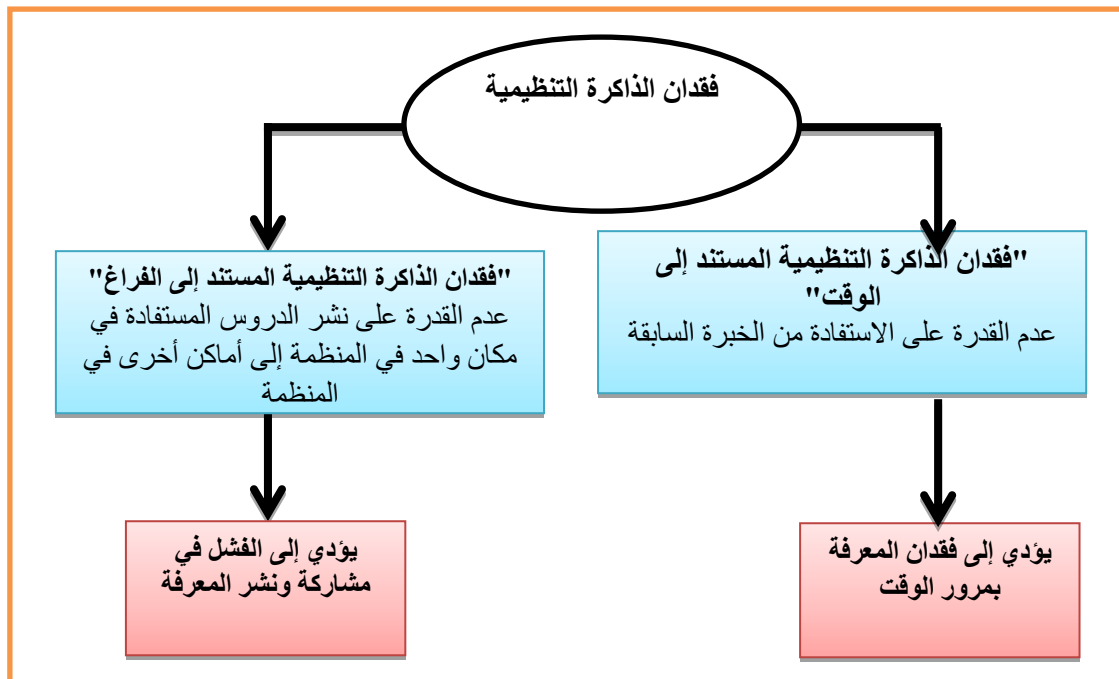 فقدان الذاكرة التنظيمية
"فقدان الذاكرة التنظيمية المستند إلى
الوقت"
عدم القدرة على الاستفادة من الخبرة السابقة
"فقدان الذاكرة التنظيمية المستند إلى الفراغ"
عدم القدرة على نشر الدروس المستفادة في
مكان واحد في المنظمة إلى أماكن أخرى في
المنظمة
يؤدي إلى فقدان المعرفة
بمرور الوقت
يؤدي إلى الفشل في
مشاركة ونشر المعرفة